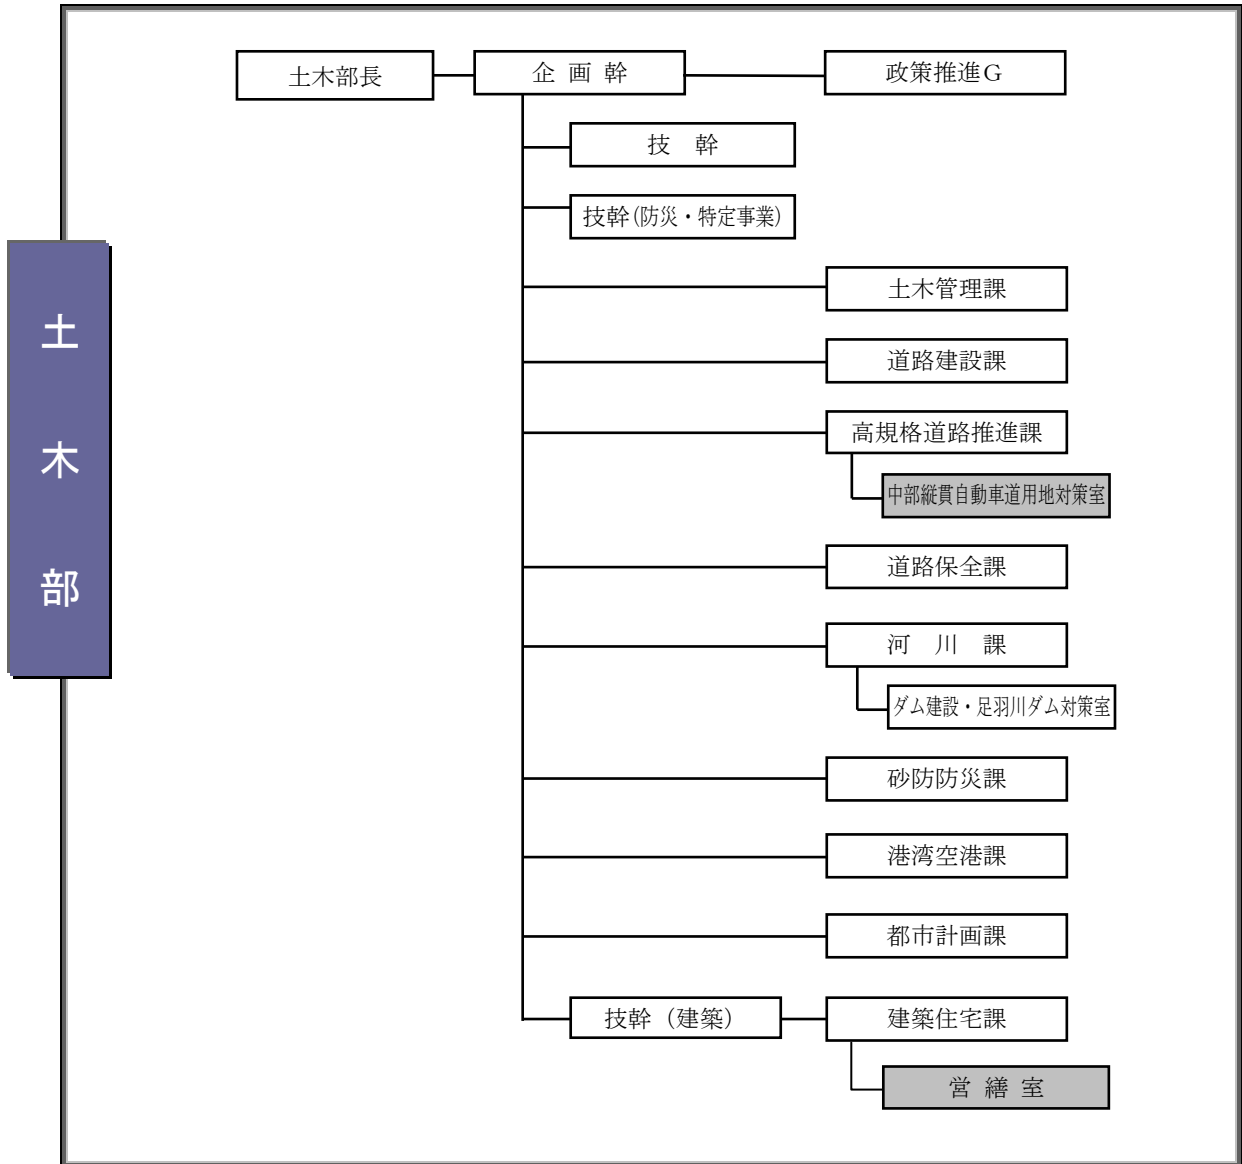 土木部
土木部長
企 画 幹
政策推進G
技　幹
技幹(防災・特定事業)
土木管理課
道路建設課
高規格道路推進課
中部縦貫自動車道用地対策室
道路保全課
河　川　課
ダム建設・足羽川ダム対策室
砂防防災課
港湾空港課
都市計画課
技幹（建築）
建築住宅課
営 繕 室